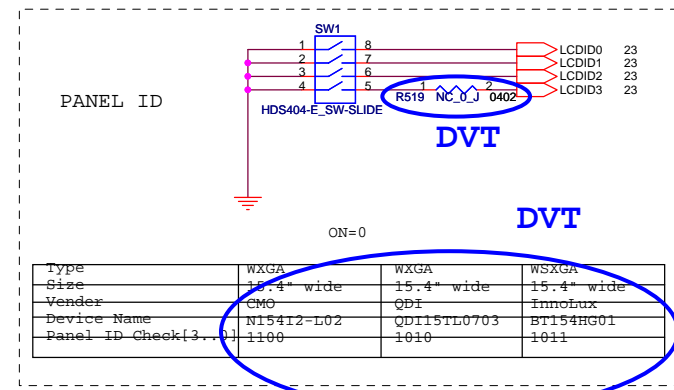 SW1
1 8 LCDID0 23
2 7 LCDID1 23
3 6 LCDID2 23
4 5 R519 1 NC_0_J 2 0402 LCDID3 23
PANEL ID
HDS404-E_SW-SLIDE
DVT
DVT
ON=0
Type WXGA WXGA WSXGA
Size 15.4" wide 15.4" wide 15.4" wide
Vender CMO QDI InnoLux
Device Name N154I2-L02 QDI15TL0703 BT154HG01
Panel ID Check[3..0] 1100 1010 1011